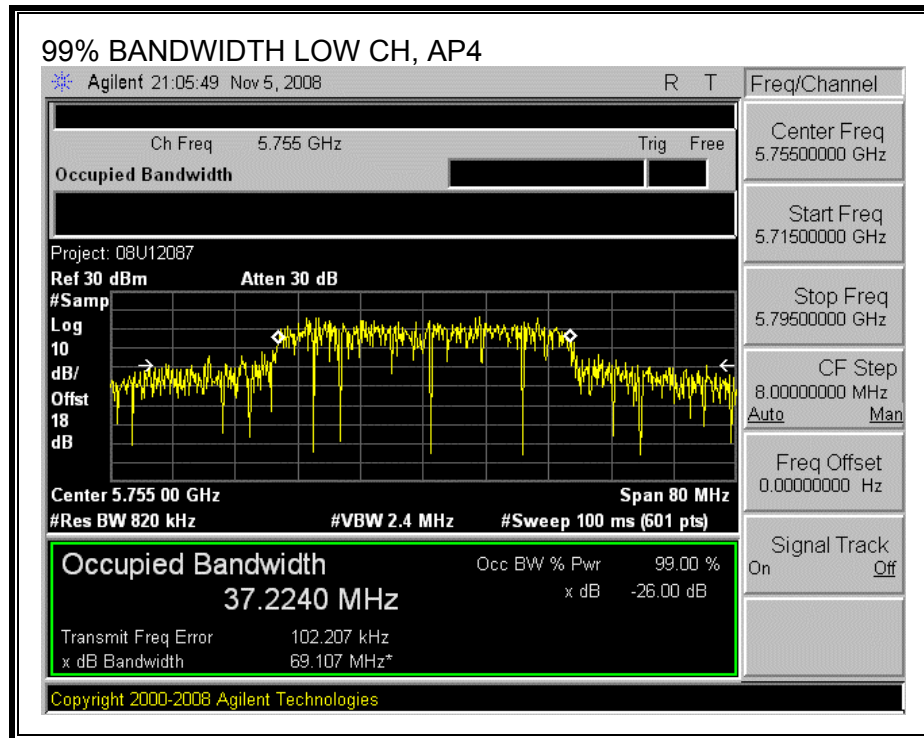 99% BANDWIDTH LOW CH, AP4
Agilent 21:05:49 Nov 5, 2008 R T
Freq/Channel
Ch Freq 5.755 GHz Trig Free
Occupied Bandwidth
Center Freq
5.75500000 GHz
Start Freq
5.71500000 GHz
Stop Freq
5.79500000 GHz
CF Step
8.00000000 MHz
Auto Man
Freq Offset
0.00000000 Hz
Signal Track
On Off
Project: 08U12087
Ref 30 dBm Atten 30 dB
#Samp
Log
10
dB/
Offst
18
dB
Center 5.755 00 GHz Span 80 MHz
#Res BW 820 kHz #VBW 2.4 MHz #Sweep 100 ms (601 pts)
Occupied Bandwidth Occ BW % Pwr 99.00 %
37.2240 MHz x dB -26.00 dB
Transmit Freq Error 102.207 kHz
x dB Bandwidth 69.107 MHz*
Copyright 2000-2008 Agilent Technologies